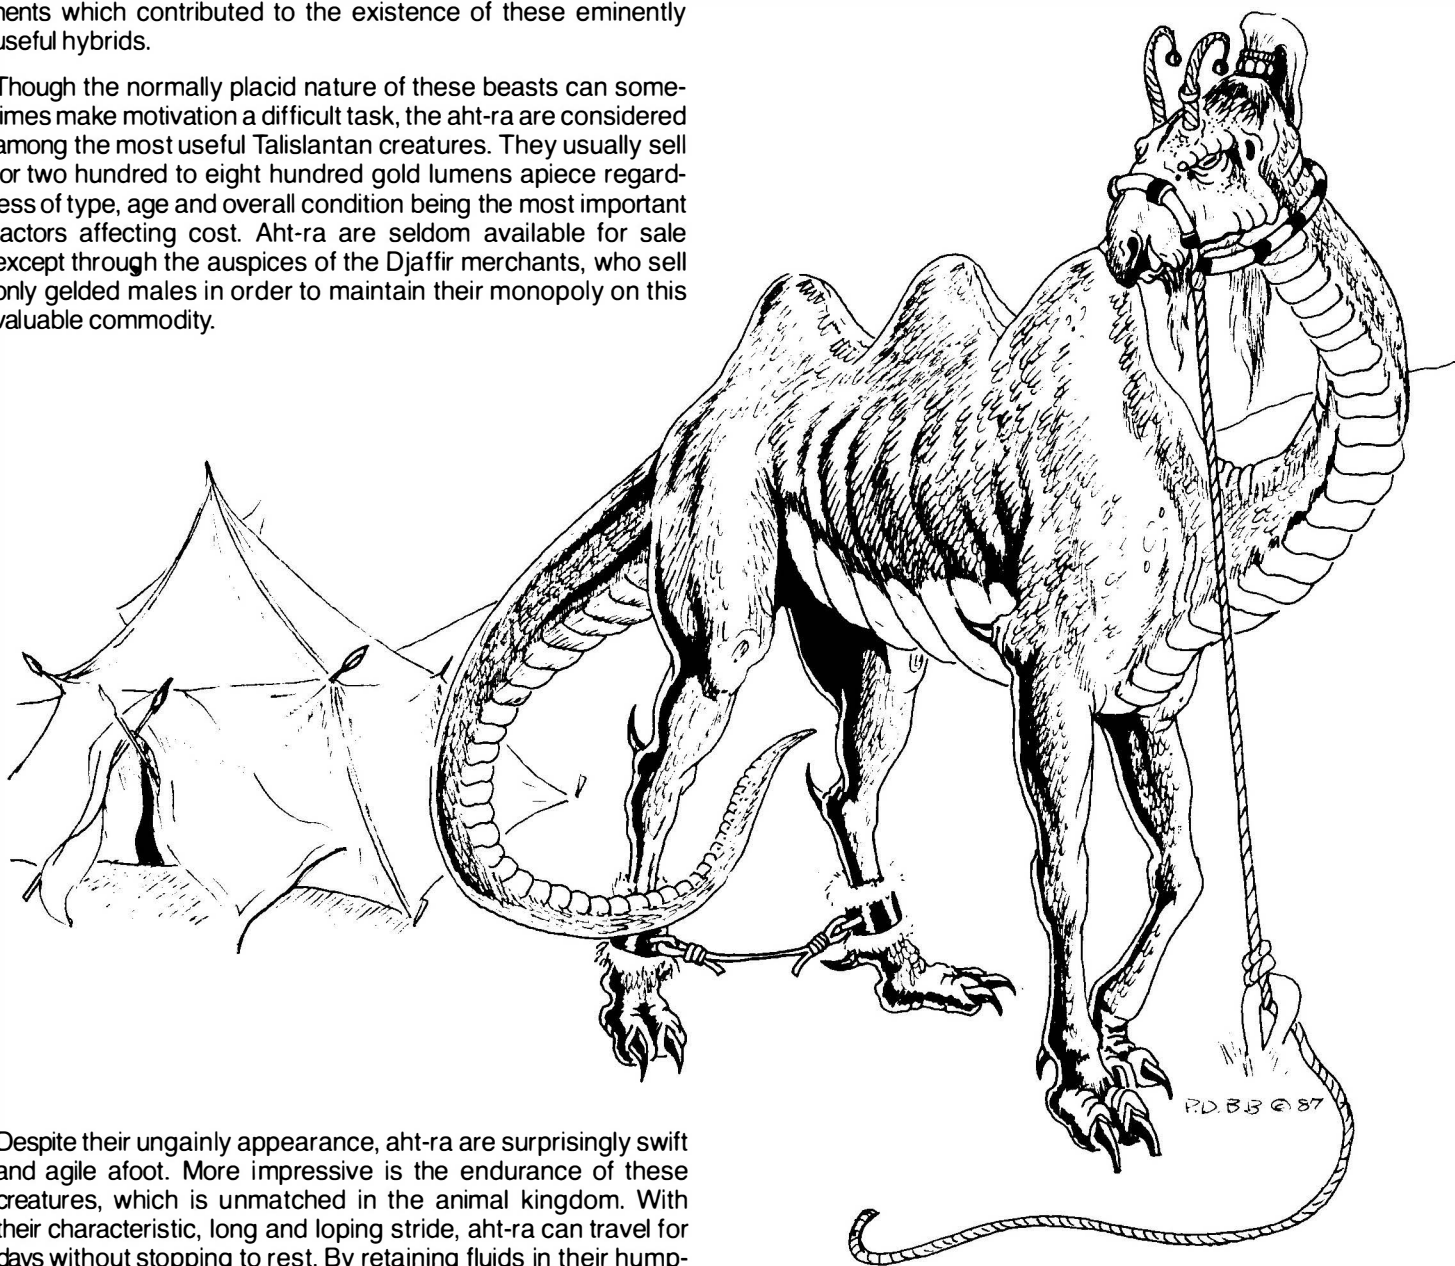 ments which contributed to the existence of these eminently
useful hybrids.
Though the normally placid nature of these beasts can some-
times make motivation a difficult task, the aht-ra are considered
among the most useful Talislantan creatures. They usually sell
for two hundred to eight hundred gold lumens apiece regard-
less of type, age and overall condition being the most important
factors affecting cost. Aht-ra are seldom available for sale
except through the auspices of the Djaffir merchants, who sell
only gelded males in order to maintain their monopoly on this
valuable commodity.
P.D.B.B © 87
Despite their ungainly appearance, aht-ra are surprisingly swift
and agile afoot. More impressive is the endurance of these
creatures, which is unmatched in the animal kingdom. With
their characteristic, long and loping stride, aht-ra can travel for
days without stopping to rest. By retaining fluids in their hump-